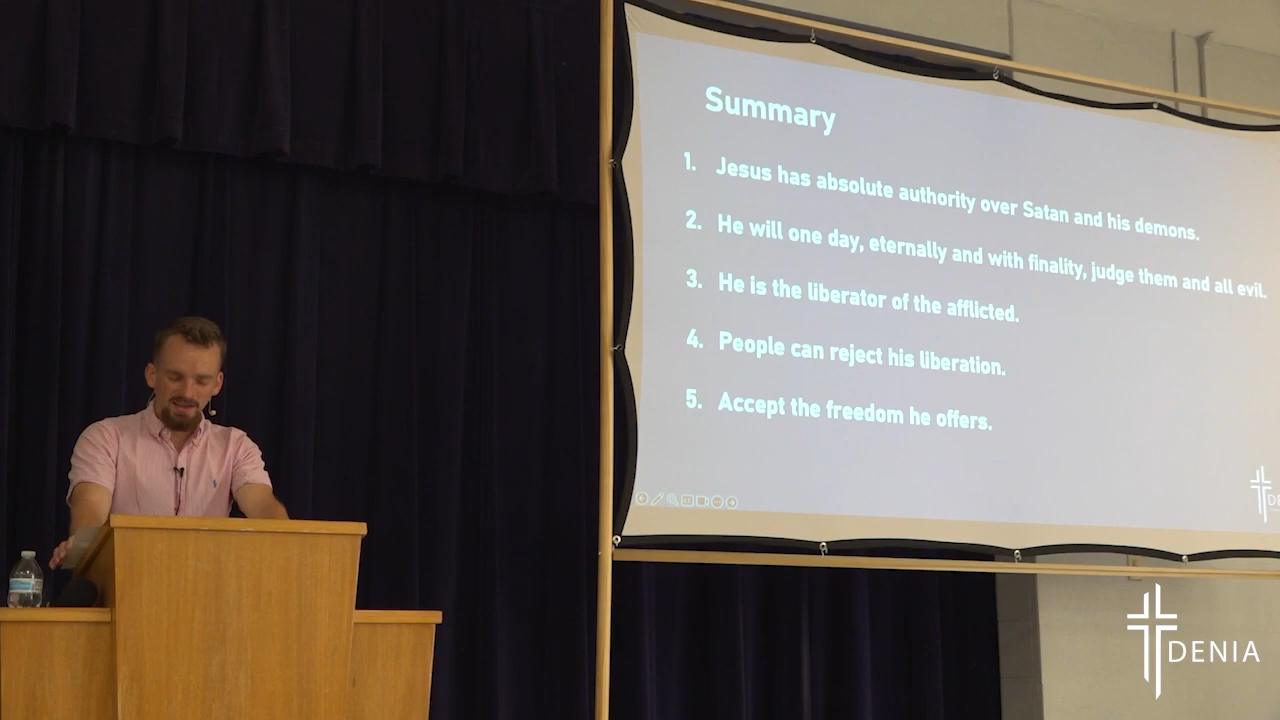 Summary
1. Jesus has absolute authority over Satan and his demons.
2. He will one day, eternally and with finality, judge them and all evil.
3. He is the liberator of the afflicted.
4. People can reject his liberation.
5. Accept the freedom he offers.
DE
DENIA